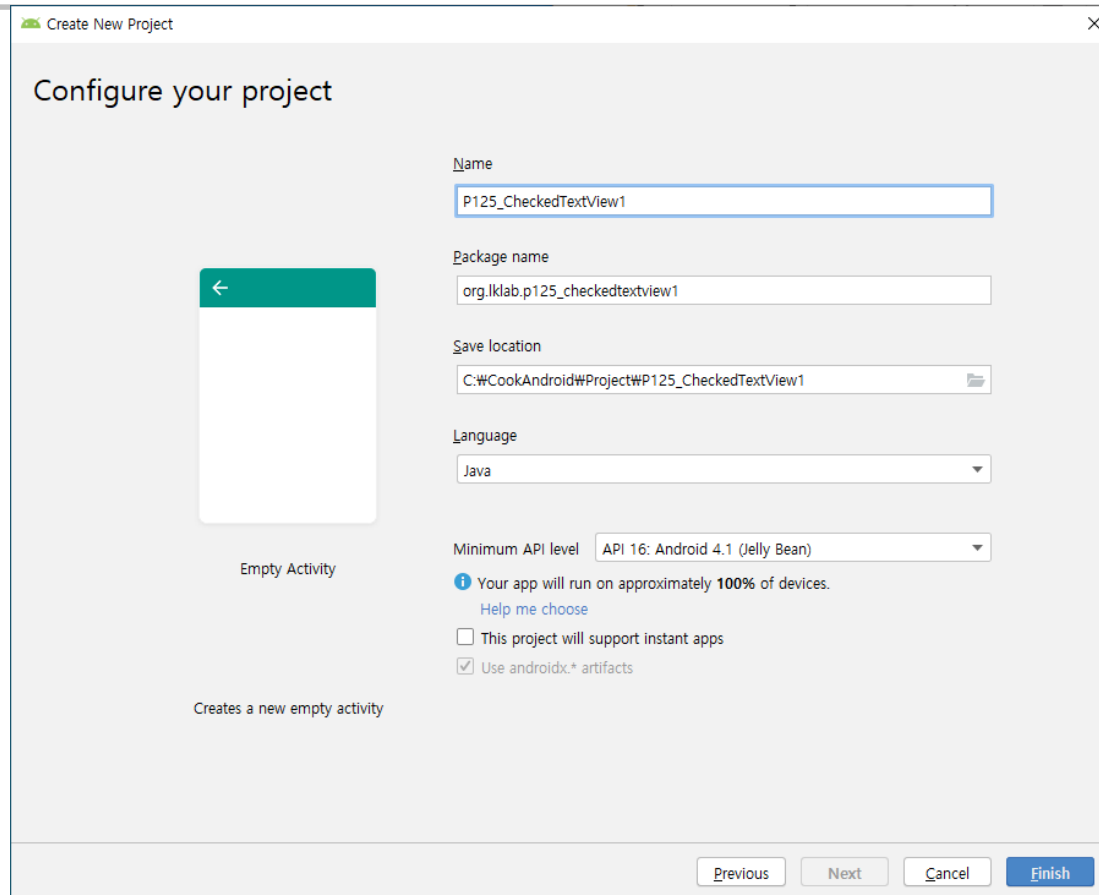 Create New Project
Configure your project
Name
P125_CheckedTextView1
Package name
org.lklab.p125_checkedtextview1
Save location
C:₩CookAndroid₩Project₩P125_CheckedTextView1
Language
Java
Minimum API level API 16: Android 4.1 (Jelly Bean)
Your app will run on approximately 100% of devices.
Help me choose
This project will support instant apps
Use androidx.* artifacts
Empty Activity
Creates a new empty activity
Previous Next Cancel Finish